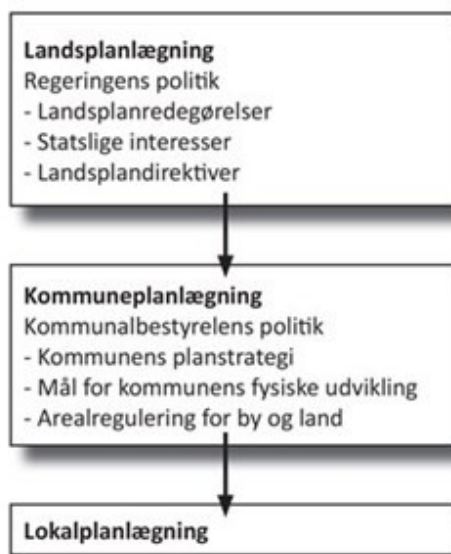 Landsplanlægning
Regeringens politik
- Landsplanredegørelser
- Statslige interesser
- Landsplandirektiver
Kommuneplanlægning
Kommunalbestyrelens politik
- Kommunens planstrategi
- Mål for kommunens fysiske udvikling
- Arealregulering for by og land
Lokalplanlægning